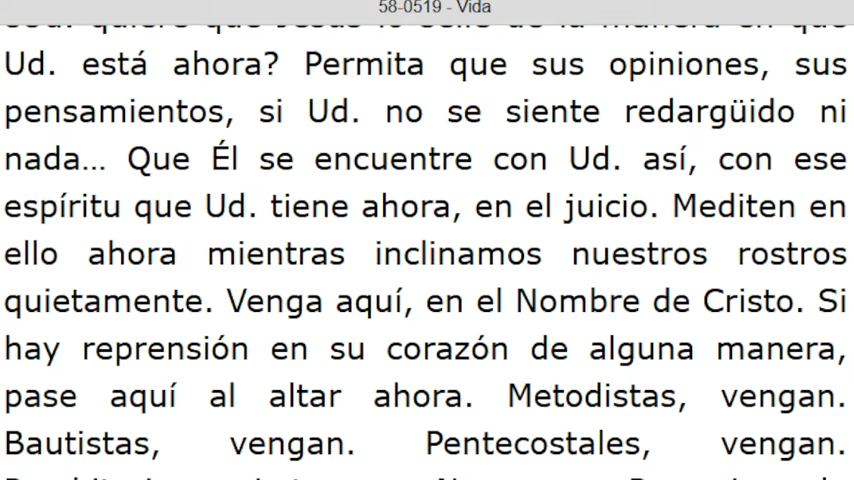 58-0519 - Vida
Ud. está ahora? Permita que sus opiniones, sus
pensamientos, si Ud. no se siente redargüido ni
nada... Que Él se encuentre con Ud. así, con ese
espíritu que Ud. tiene ahora, en el juicio. Mediten en
ello ahora mientras inclinamos nuestros rostros
quietamente. Venga aquí, en el Nombre de Cristo. Si
hay reprensión en su corazón de alguna manera,
pase aquí al altar ahora. Metodistas, vengan.
Bautistas, vengan. Pentecostales, vengan.